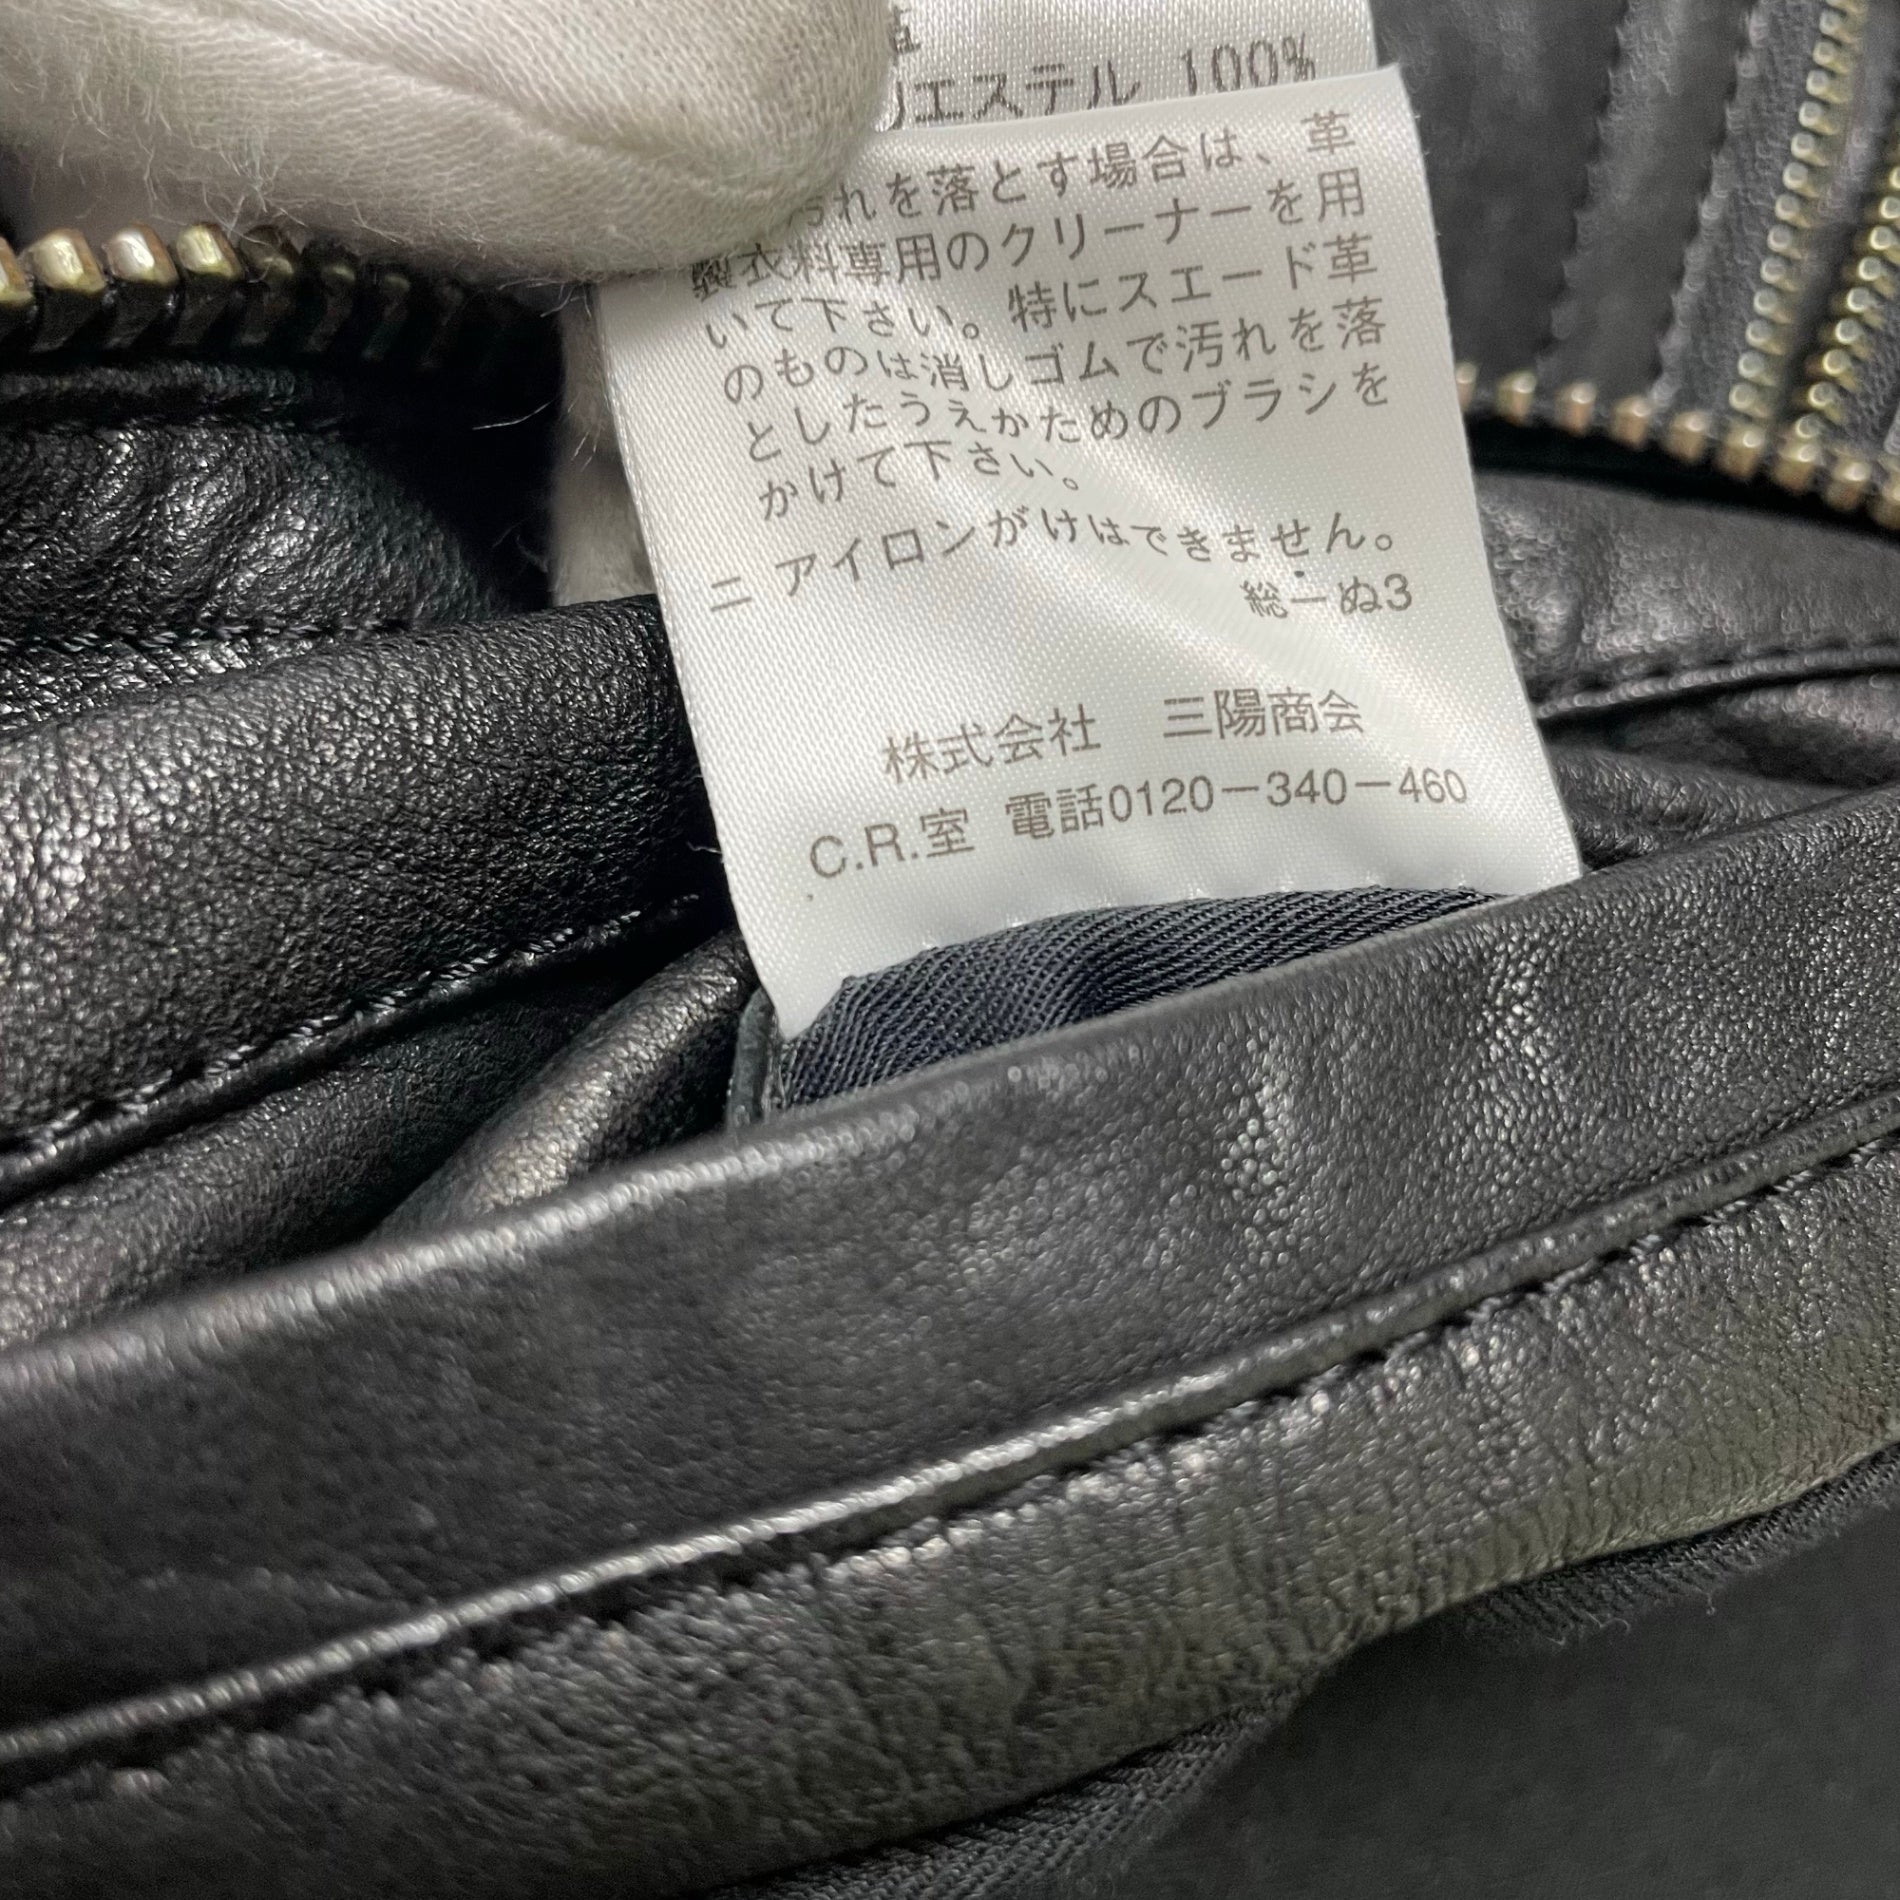 革
リエステル 100%
汚れを落とす場合は、革
製衣料専用のクリーナーを用
いて下さい。特にスエード革
のものは消しゴムで汚れを落
としたうえかためのブラシを
かけて下さい。
ニ アイロンがけはできません。
総ーぬ3
株式会社 三陽商会
C.R.室 電話0120ー340ー460